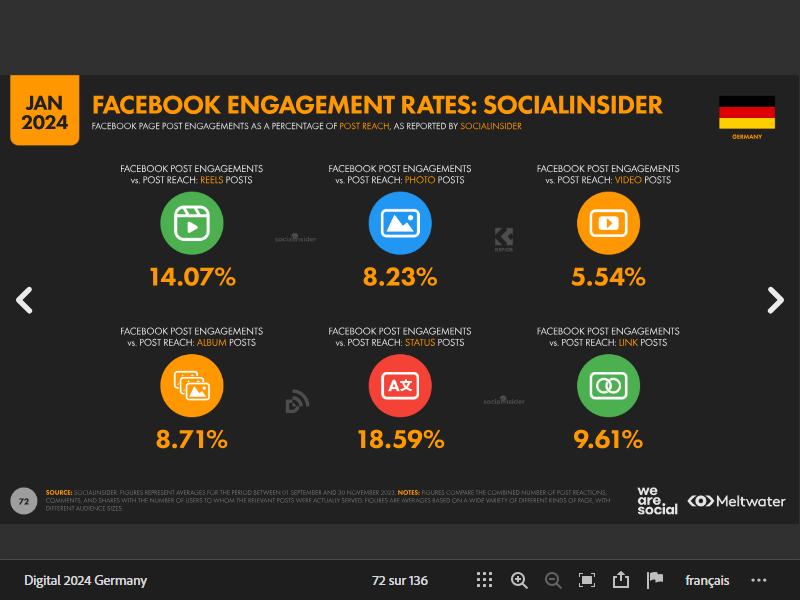 JAN
2024
FACEBOOK ENGAGEMENT RATES: SOCIALINSIDER
FACEBOOK PAGE POST ENGAGEMENTS AS A PERCENTAGE OF POST REACH, AS REPORTED BY SOCIALINSIDER
GERMANY
FACEBOOK POST ENGAGEMENTS
vs. POST REACH: REELS POSTS
14.07%
FACEBOOK POST ENGAGEMENTS
vs. POST REACH: PHOTO POSTS
8.23%
FACEBOOK POST ENGAGEMENTS
vs. POST REACH: VIDEO POSTS
5.54%
socialinsider
KEPIOS
FACEBOOK POST ENGAGEMENTS
vs. POST REACH: ALBUM POSTS
8.71%
FACEBOOK POST ENGAGEMENTS
vs. POST REACH: STATUS POSTS
A文
18.59%
FACEBOOK POST ENGAGEMENTS
vs. POST REACH: LINK POSTS
9.61%
socialinsider
72
SOURCE: SOCIALINSIDER. FIGURES REPRESENT AVERAGES FOR THE PERIOD BETWEEN 01 SEPTEMBER AND 30 NOVEMBER 2023. NOTES: FIGURES COMPARE THE COMBINED NUMBER OF POST REACTIONS,
COMMENTS, AND SHARES WITH THE NUMBER OF USERS TO WHOM THE RELEVANT POSTS WERE ACTUALLY SERVED. FIGURES ARE AVERAGES BASED ON A WIDE VARIETY OF DIFFERENT KINDS OF PAGE, WITH
DIFFERENT AUDIENCE SIZES.
we
are.
social
Meltwater
Digital 2024 Germany
72 sur 136
français